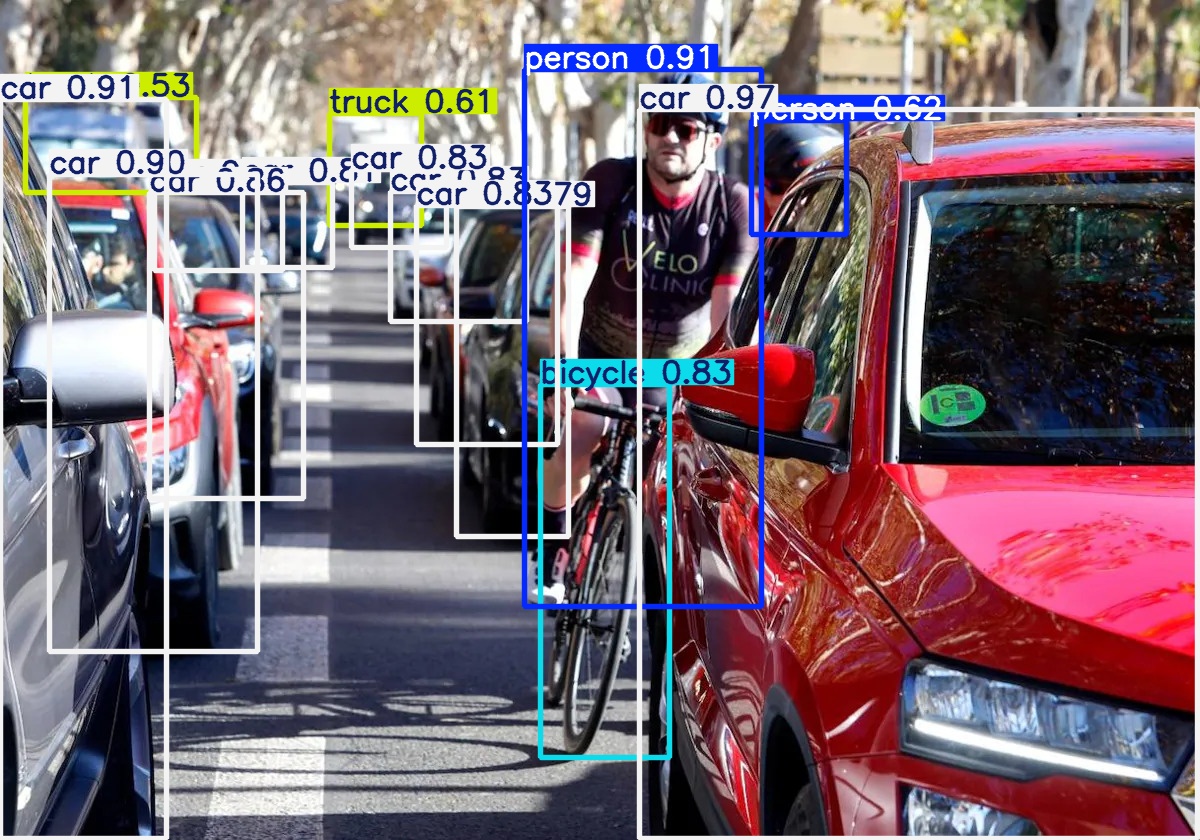 person 0.91
car 0.91
.53
truck 0.61
car 0.97
person 0.62
car 0.90
car 0.83
car 0.86
car 0.8379
VELO
CLINIC
bicycle 0.83
C